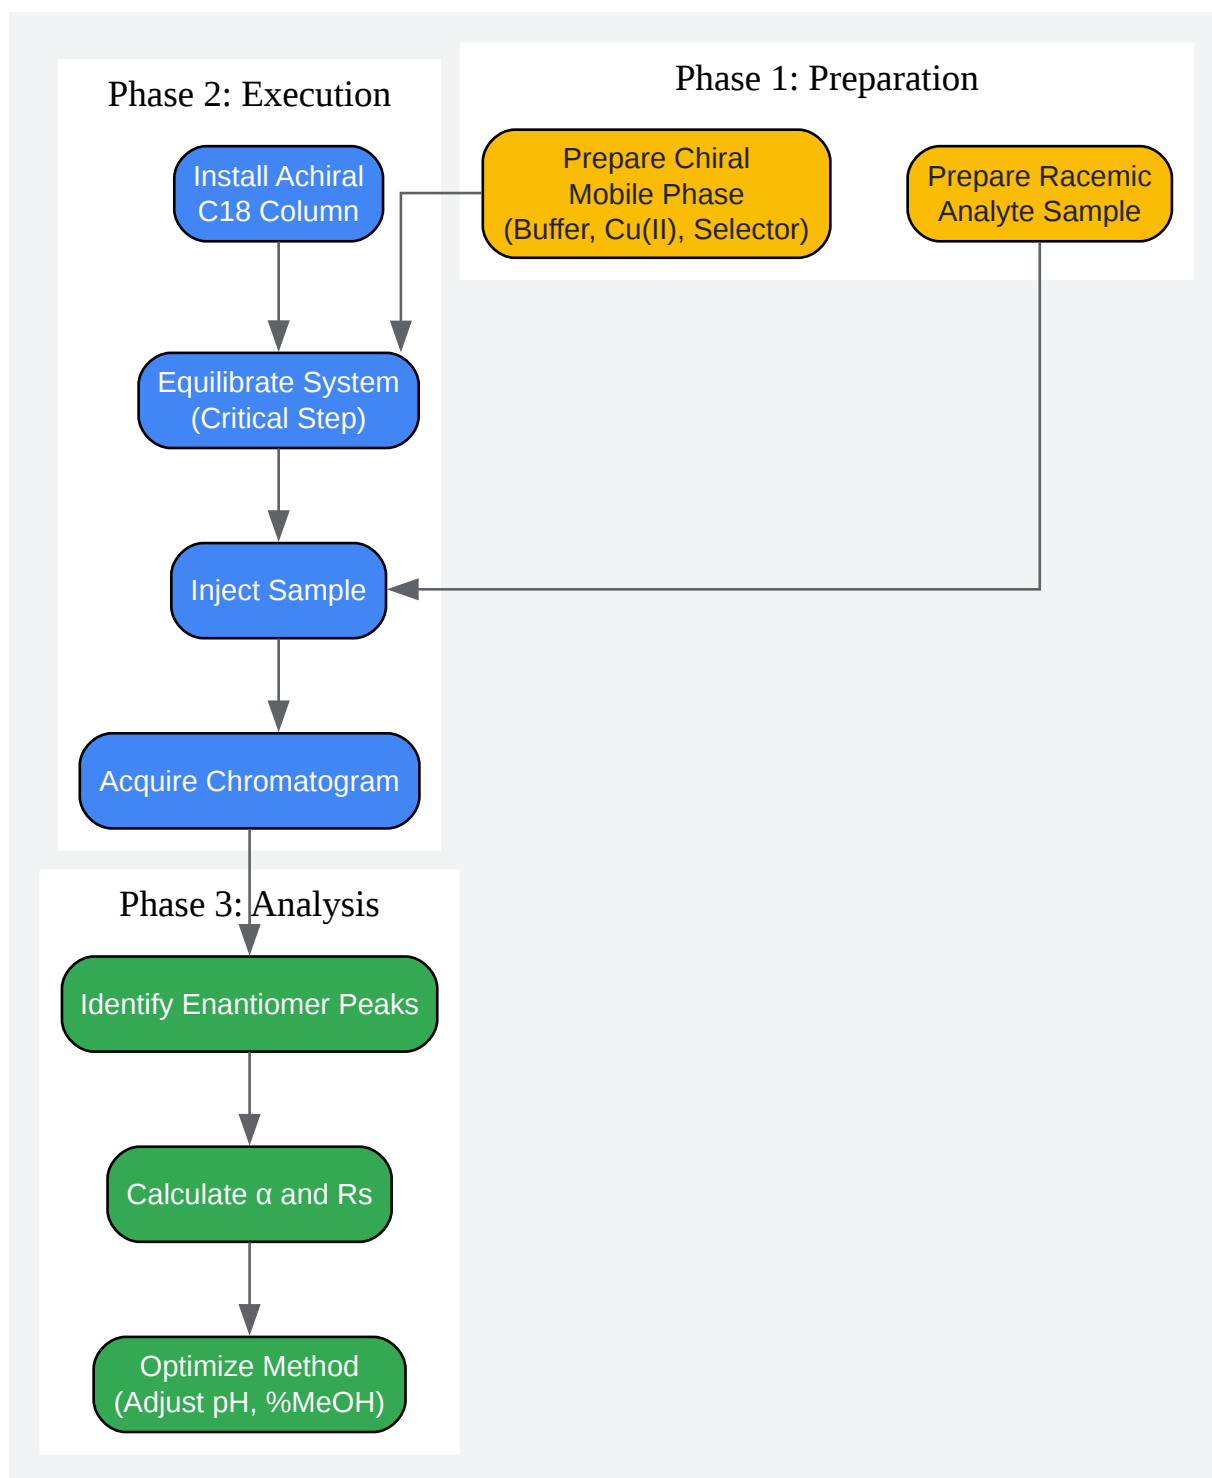 Phase 2: Execution
Install Achiral
C18 Column
Equilibrate System
(Critical Step)
Inject Sample
Acquire Chromatogram
Phase 1: Preparation
Prepare Chiral
Mobile Phase
(Buffer, Cu(II), Selector)
Prepare Racemic
Analyte Sample
Phase 3: Analysis
Identify Enantiomer Peaks
Calculate α and Rs
Optimize Method
(Adjust pH, %MeOH)